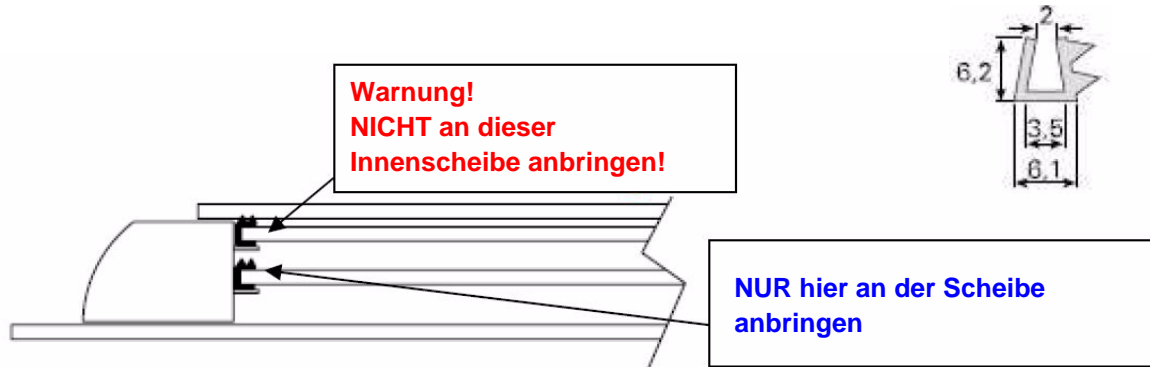 2
6,2
3,5
6,1
Warnung!
NICHT an dieser
Innenscheibe anbringen!
NUR hier an der Scheibe
anbringen